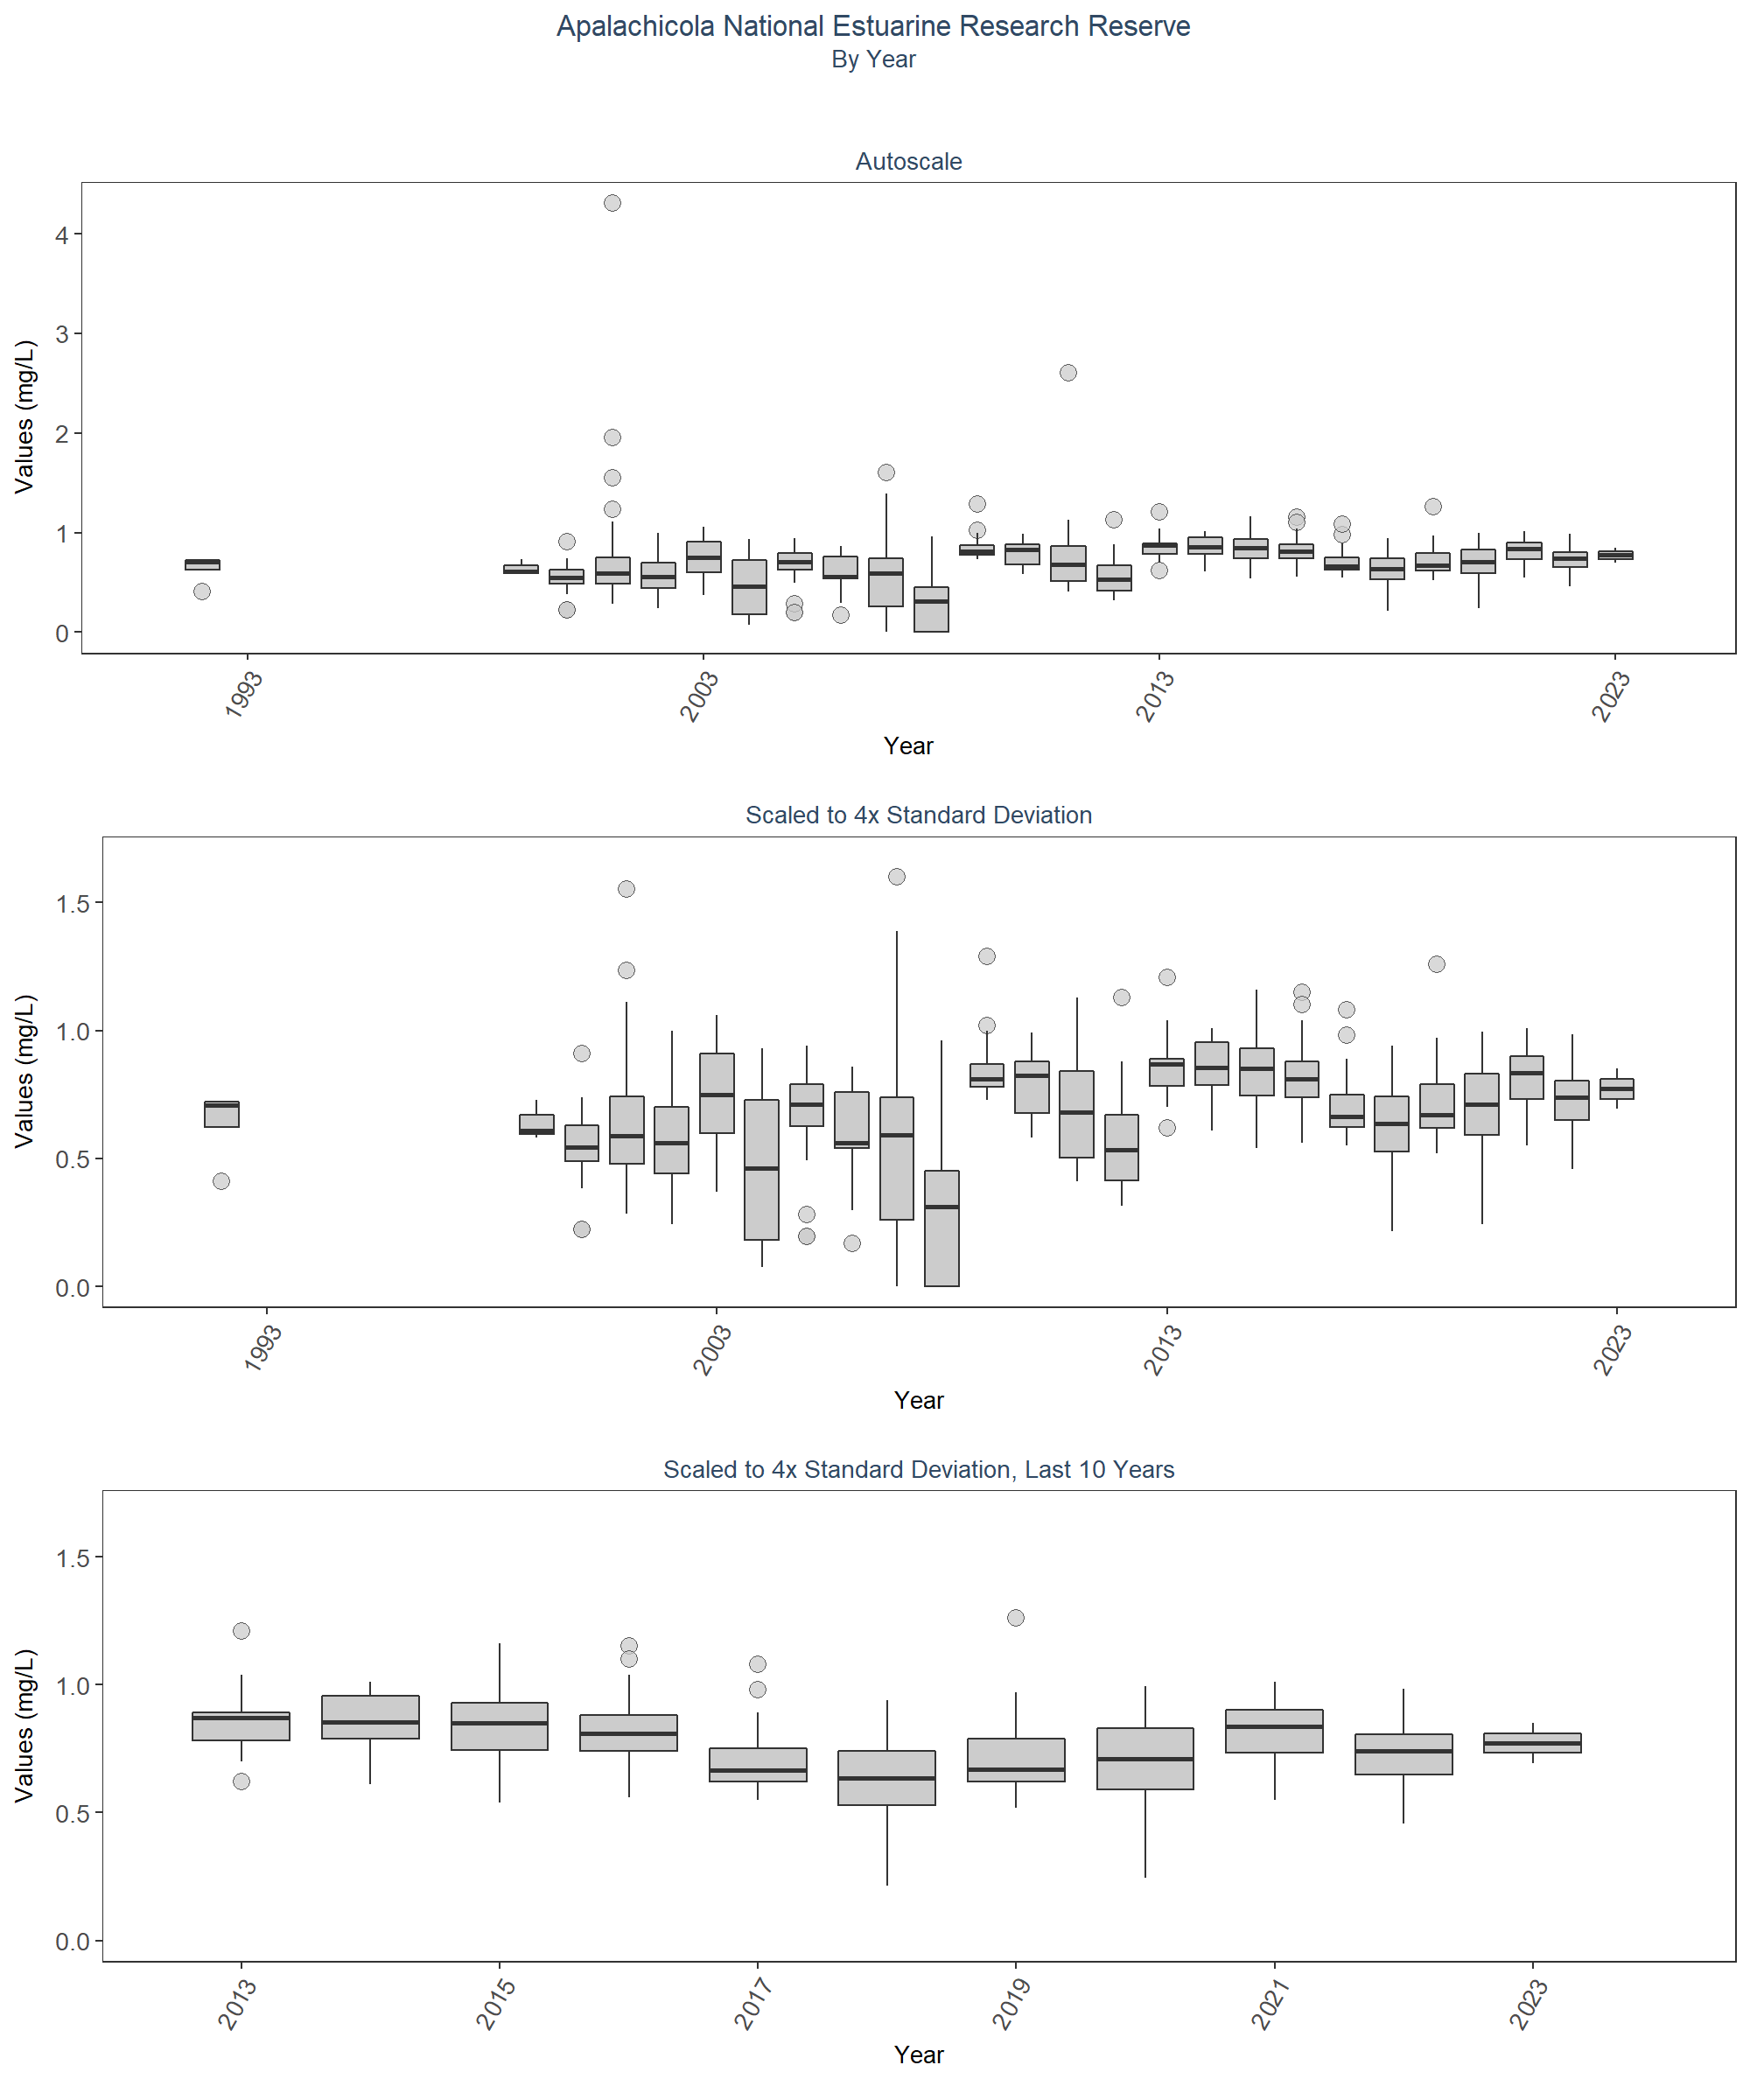 Apalachicola National Estuarine Research Reserve
By Year
Autoscale
Values (mg/L)
4
3
2
1
0
1993
2003
2013
2023
Year
Scaled to 4x Standard Deviation
Values (mg/L)
1.5
1.0
0.5
0.0
1993
2003
2013
2023
Year
Scaled to 4x Standard Deviation, Last 10 Years
Values (mg/L)
1.5
1.0
0.5
0.0
2013
2015
2017
2019
2021
2023
Year